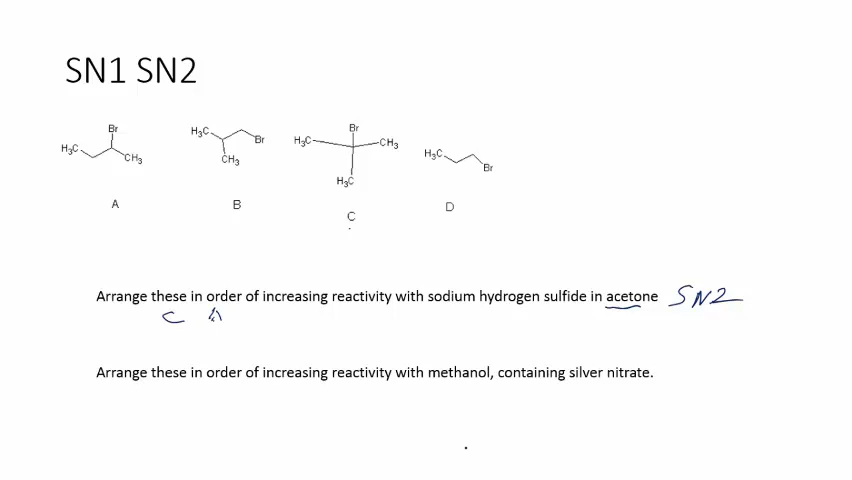 SN1 SN2
Br
H₃C
CH₃
A
H₃C
Br
CH₃
B
Br
H₃C
CH₃
H₃C
C
H₃C
Br
D
Arrange these in order of increasing reactivity with sodium hydrogen sulfide in acetone SN2
C A
Arrange these in order of increasing reactivity with methanol, containing silver nitrate.